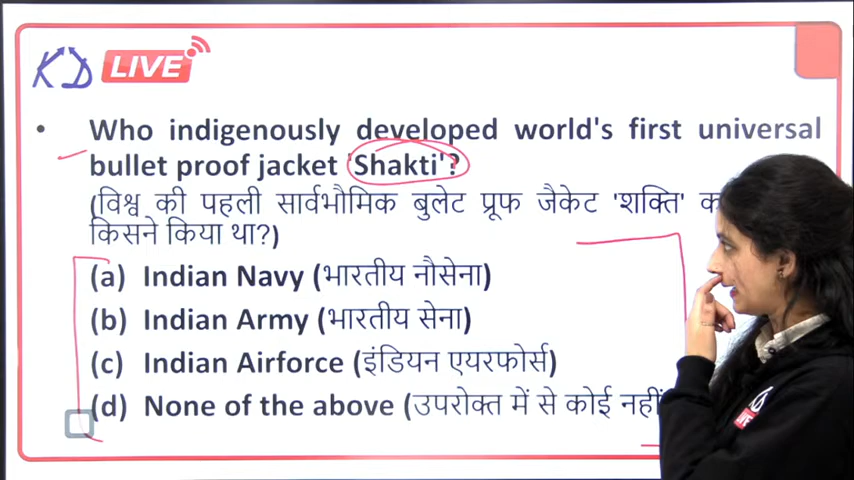 KD LIVE
• Who indigenously developed world's first universal
bullet proof jacket 'Shakti'?
(विश्व की पहली सार्वभौमिक बुलेट प्रूफ जैकेट 'शक्ति'
किसने किया था?)
(a) Indian Navy (भारतीय नौसेना)
(b) Indian Army (भारतीय सेना)
(c) Indian Airforce (इंडियन एयरफोर्स)
(d) None of the above (उपरोक्त में से कोई नहीं